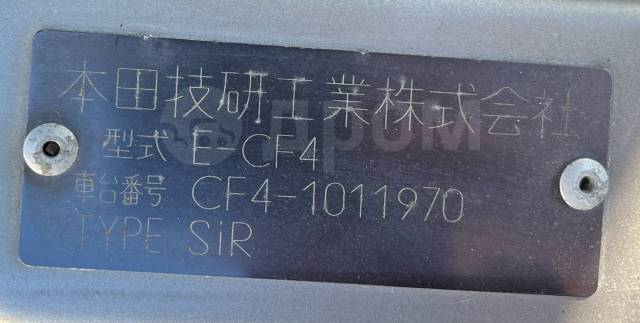 本田技研工業株式会社
型式 E-CF4
車台番号 CF4-1011970
TYPE SiR
дром